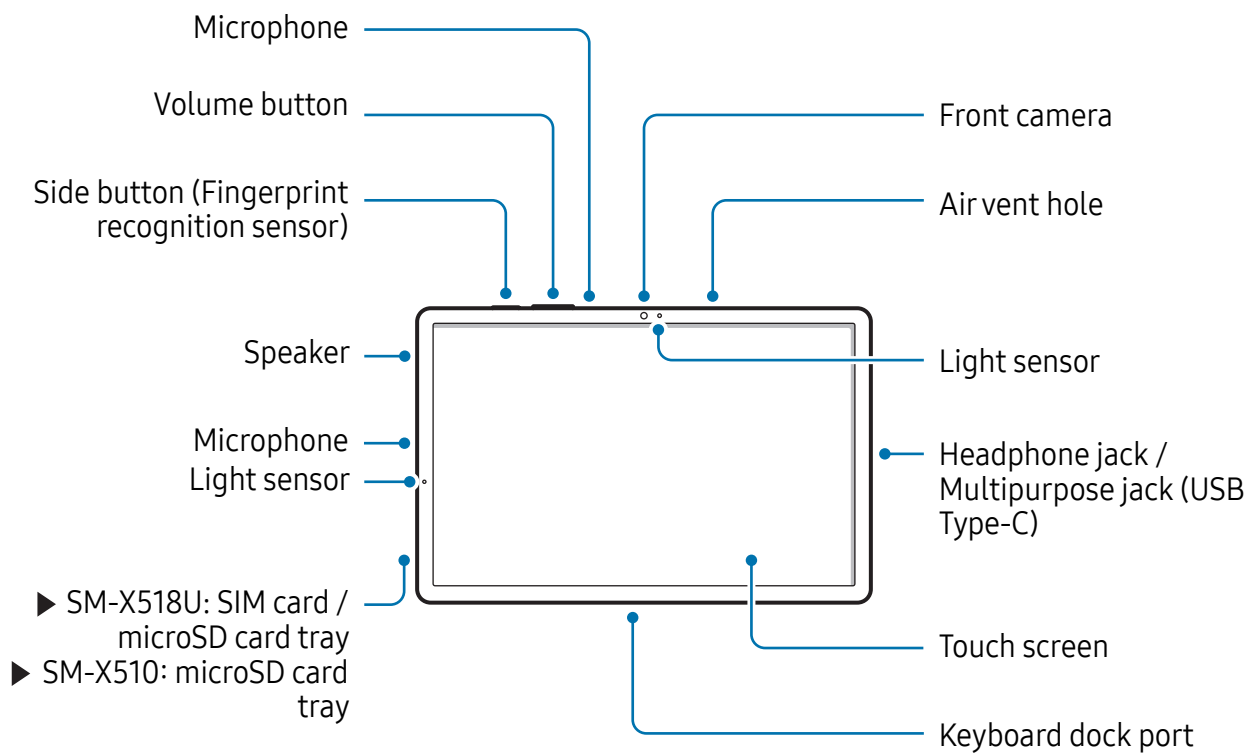 Microphone
Volume button
Side button (Fingerprint
recognition sensor)
Speaker
Microphone
Light sensor
▶ SM-X518U: SIM card /
microSD card tray
▶ SM-X510: microSD card
tray
Front camera
Air vent hole
Light sensor
Headphone jack /
Multipurpose jack (USB
Type-C)
Touch screen
Keyboard dock port